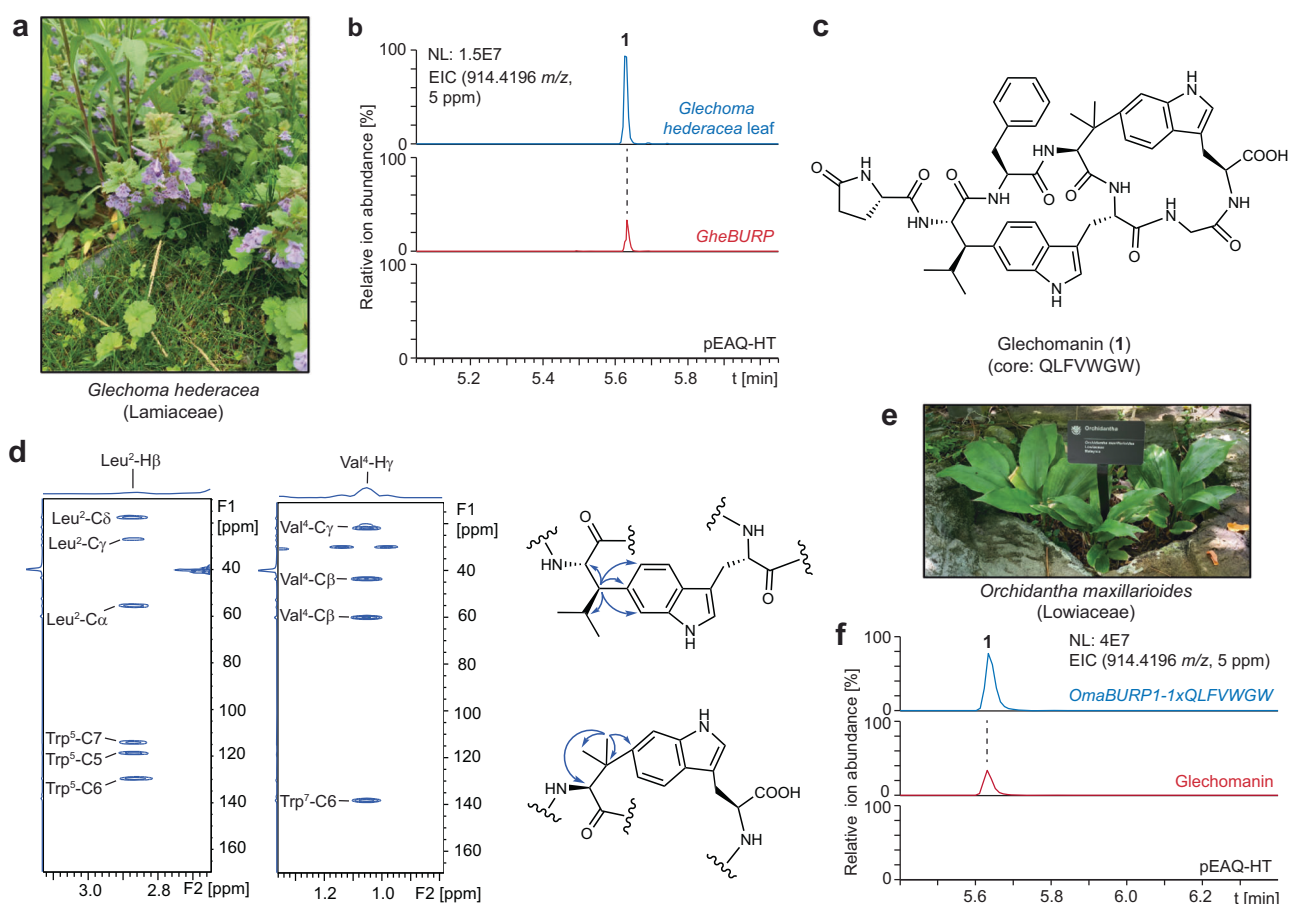 a
Glechoma hederacea
(Lamiaceae)
b
1
100
NL: 1.5E7
EIC (914.4196 m/z,
5 ppm)
Glechoma
hederacea leaf
0
100
GheBURP
0
100
pEAQ-HT
0
Relative ion abundance [%]
5.2 5.4 5.6 5.8 t [min]
c
H
N
COOH
HN
O
H
N
O
O
N
H
O
O
NH
H
N
NH
O
HN
O
O
N
H
Glechomanin (1)
(core: QLFVWGW)
d
Leu²-Hβ
F1
[ppm]
Leu²-Cδ
Leu²-Cγ
40
Leu²-Cα
60
80
100
Trp⁵-C7
Trp⁵-C5
120
Trp⁵-C6
140
160
3.0 2.8 F2 [ppm]
Val⁴-Hγ
F1
[ppm]
Val⁴-Cγ
Val⁴-Cβ
40
Val⁴-Cβ
60
80
100
120
Trp⁷-C6
140
160
1.2 1.0 F2 [ppm]
O
HN
NH
O
N
H
H
N
HN
O
COOH
NH
e
Orchidantha
Orchidantha maxillarioides
(Lowiaceae)
f
1
100
NL: 4E7
EIC (914.4196 m/z, 5 ppm)
OmaBURP1-1xQLFVWGW
0
100
Glechomanin
0
100
pEAQ-HT
0
Relative ion abundance [%]
5.6 5.8 6.0 6.2 t [min]